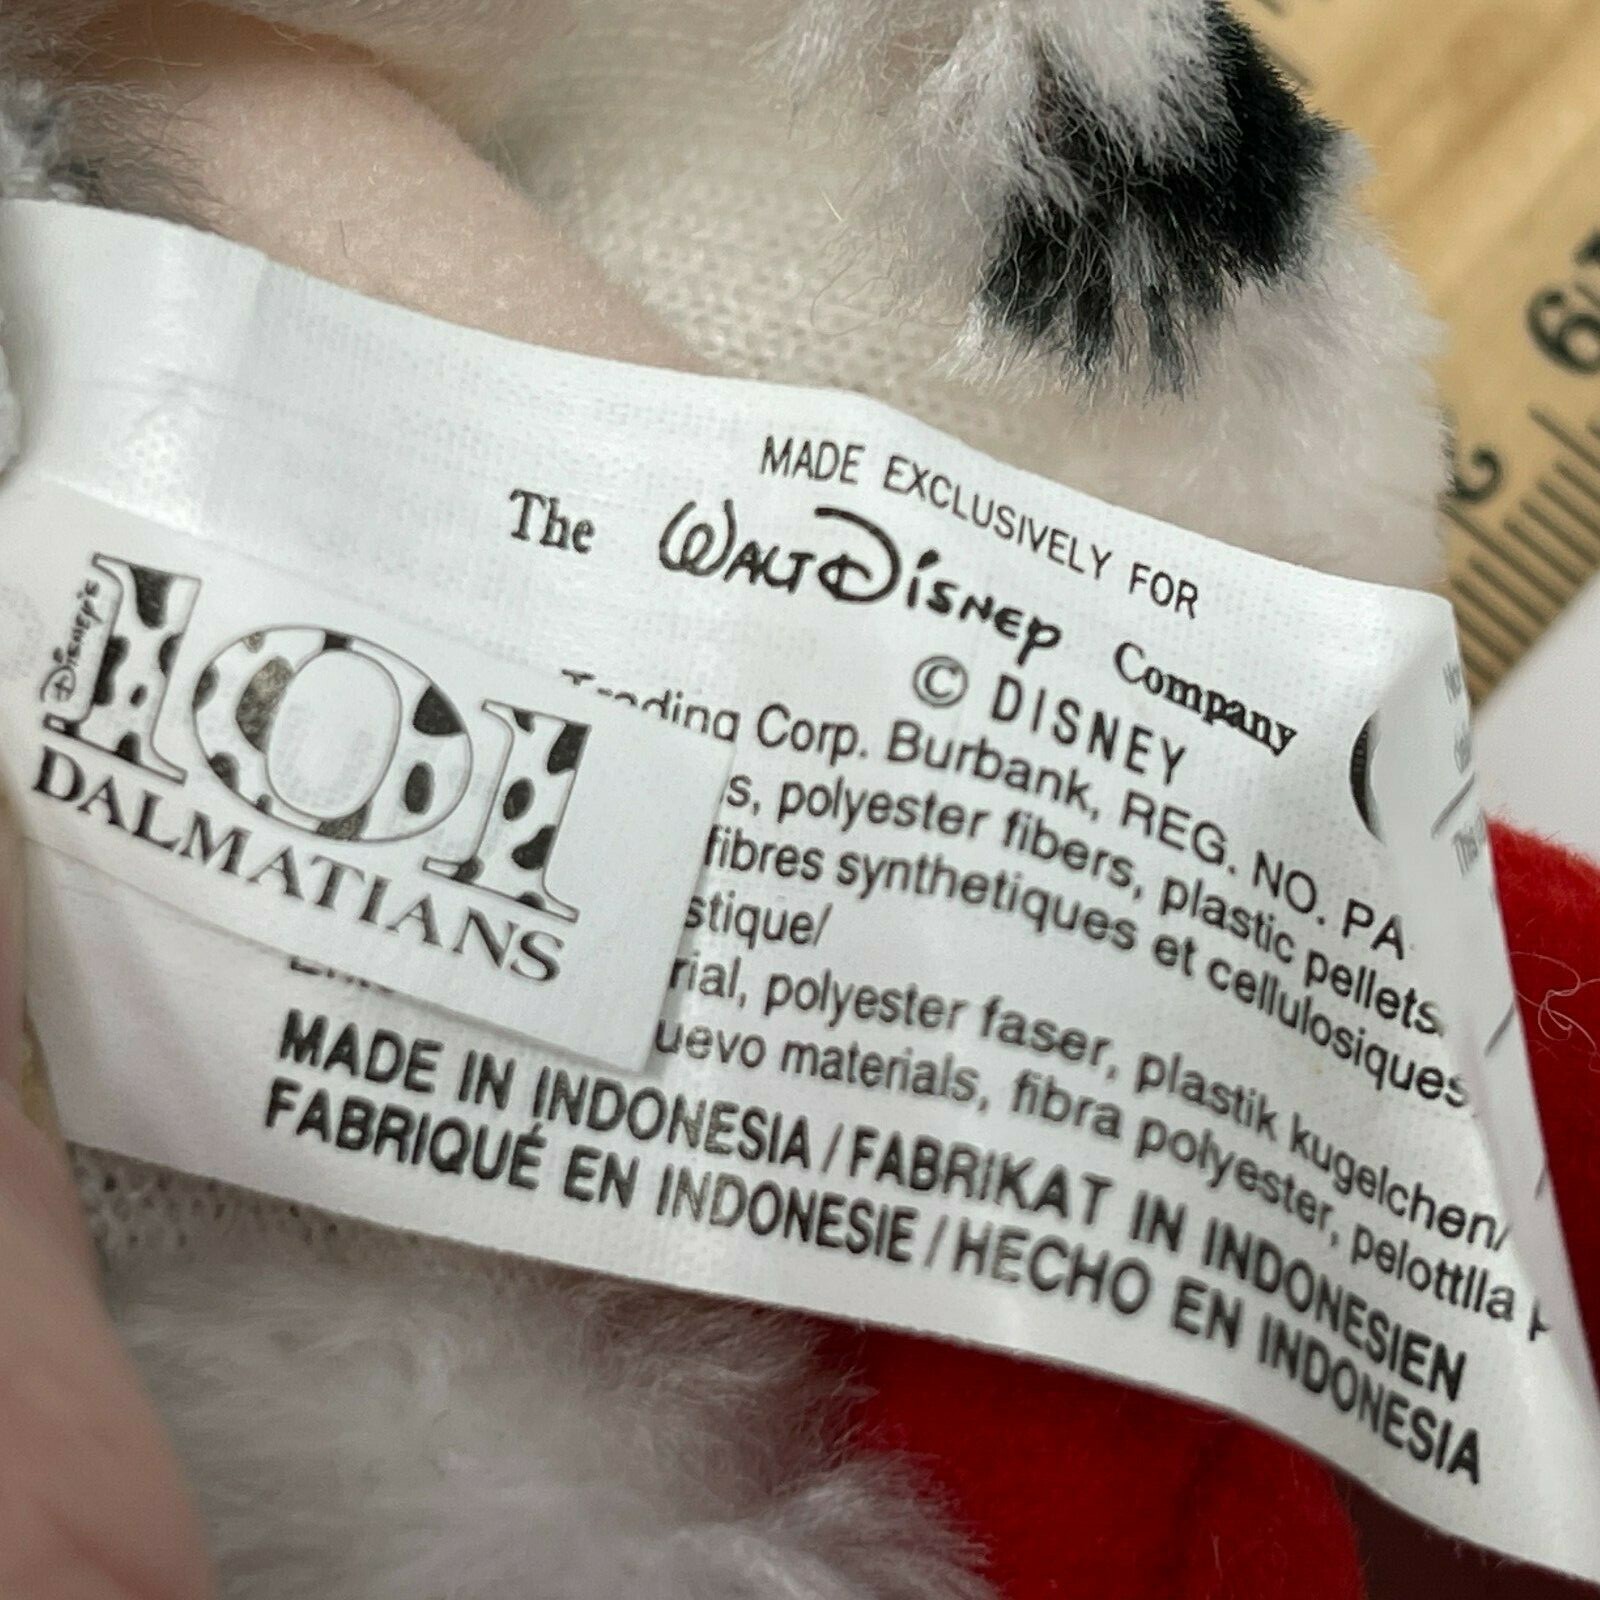 MADE EXCLUSIVELY FOR
The WALT DISNEY Company
© DISNEY
Trading Corp. Burbank, REG. NO. PA
s, polyester fibers, plastic pellets
fibres synthetiques et cellulosiques
stique/
rial, polyester faser, plastik kugelchen/
uevo materials, fibra polyester, pelottlla
MADE IN INDONESIA / FABRIKAT IN INDONESIEN
FABRIQUÉ EN INDONESIE / HECHO EN INDONESIA
DISNEY'S
101
DALMATIANS
2